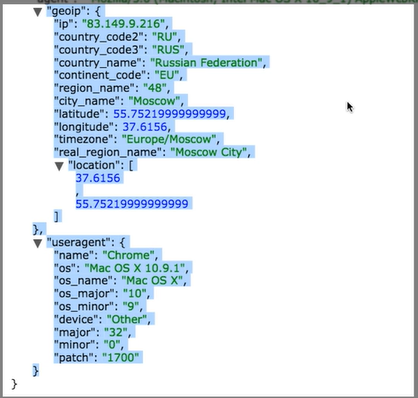 "geoip": {
"ip": "83.149.9.216",
"country_code2": "RU",
"country_code3": "RUS",
"country_name": "Russian Federation",
"continent_code": "EU",
"region_name": "48",
"city_name": "Moscow",
"latitude": 55.75219999999999,
"longitude": 37.6156,
"timezone": "Europe/Moscow",
"real_region_name": "Moscow City",
"location": [
37.6156
,
55.75219999999999
]
},
"useragent": {
"name": "Chrome",
"os": "Mac OS X 10.9.1",
"os_name": "Mac OS X",
"os_major": "10",
"os_minor": "9",
"device": "Other",
"major": "32",
"minor": "0",
"patch": "1700"
}
}